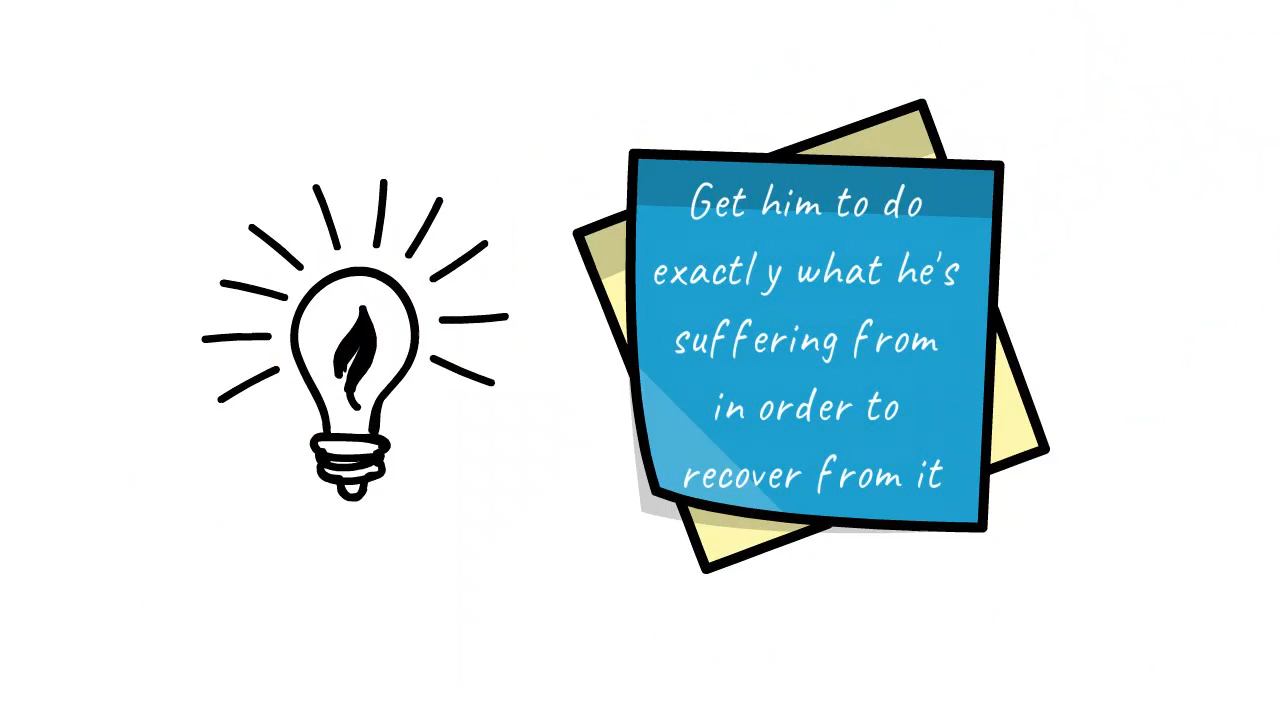 Get him to do
exactly what he's
suffering from
in order to
recover from it